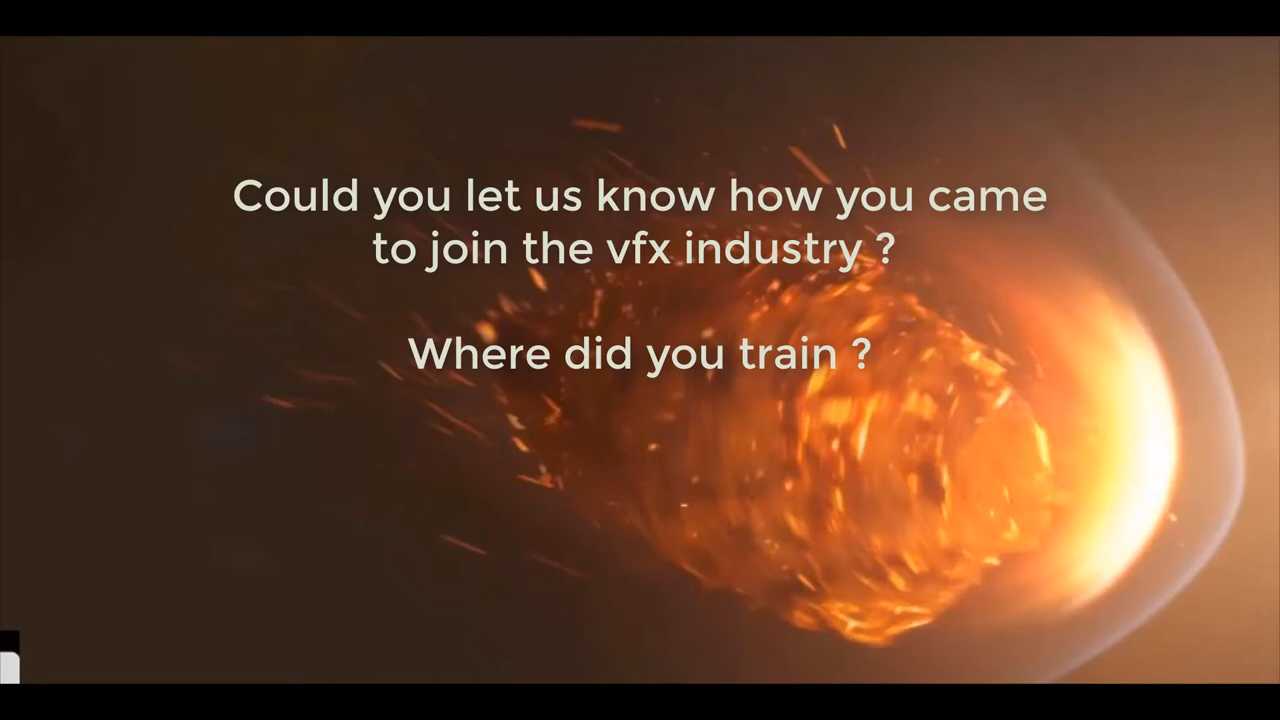 Could you let us know how you came
to join the vfx industry ?
Where did you train ?